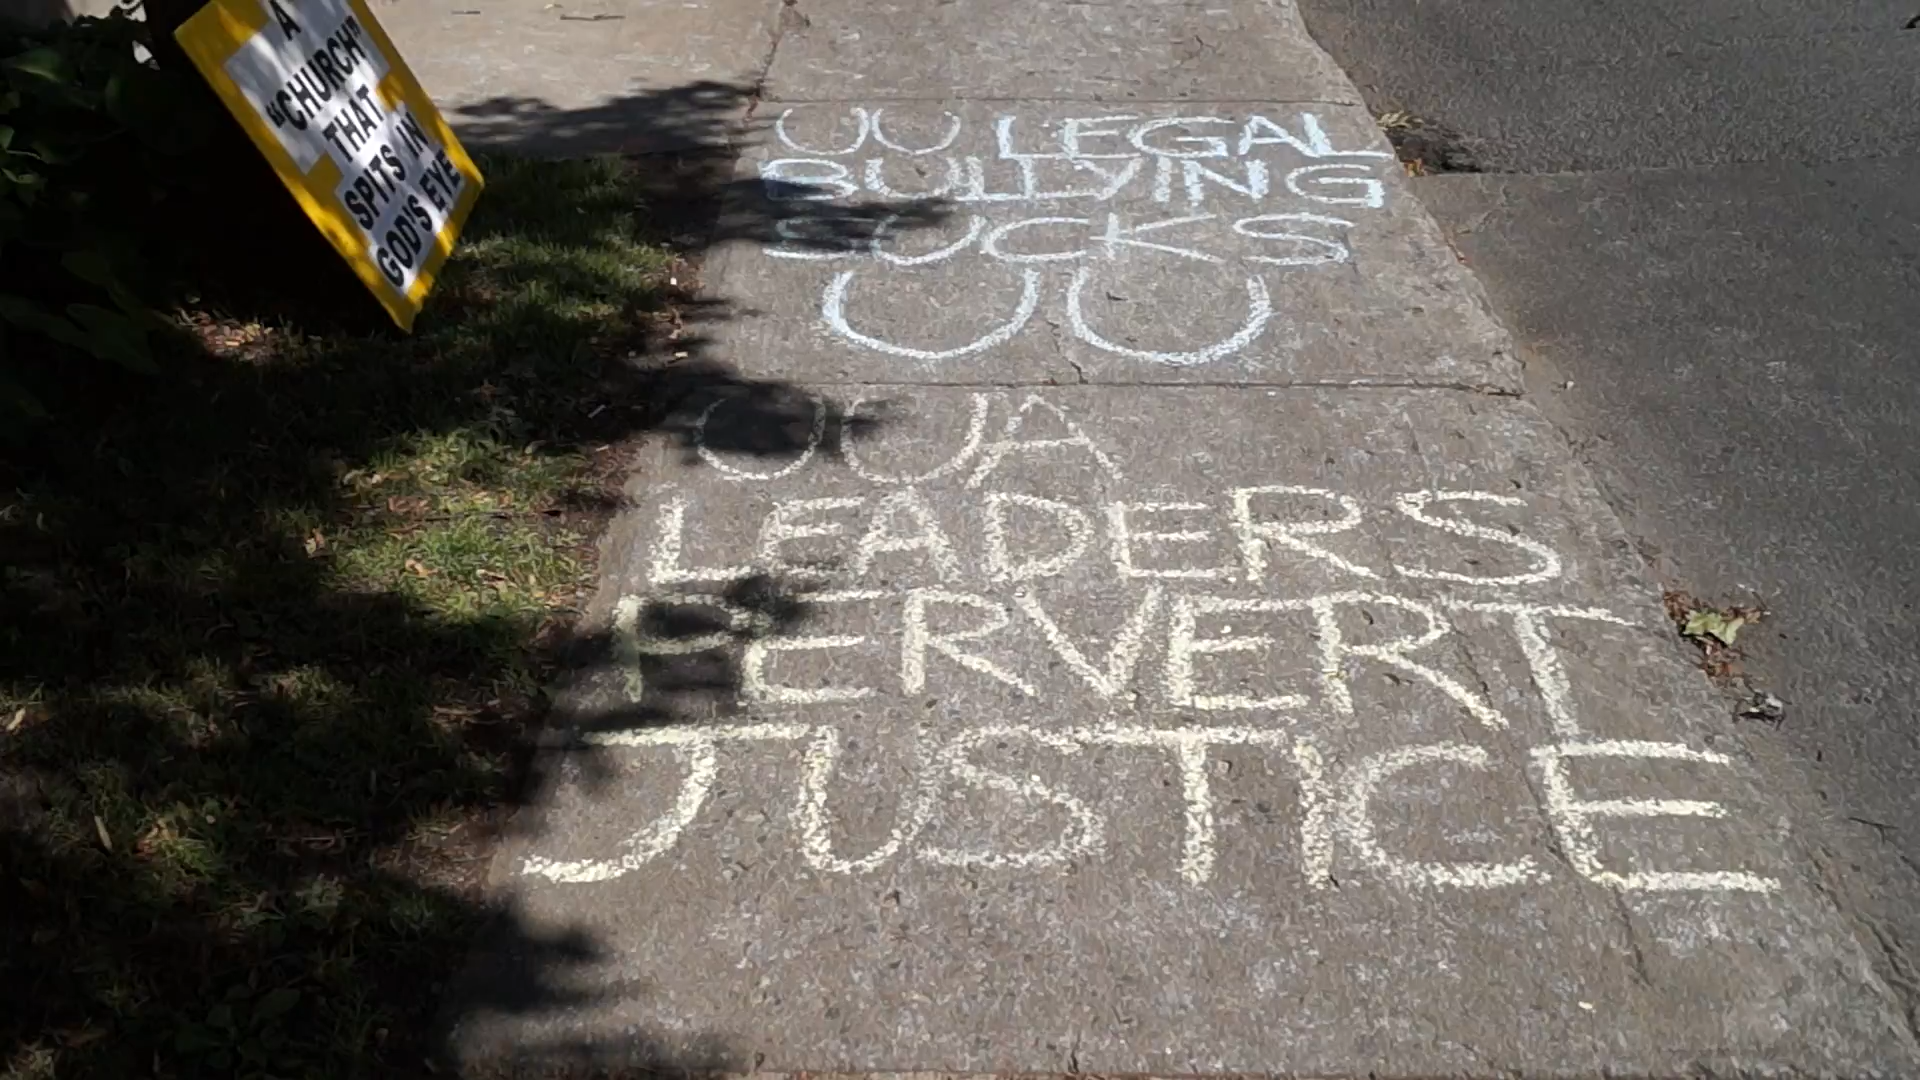 A
"CHURCH"
THAT
SPITS IN
GOD'S EYE
UU LEGAL
BULLYING
SUCKS
UU
UUA
LEADERS
PERVERT
JUSTICE